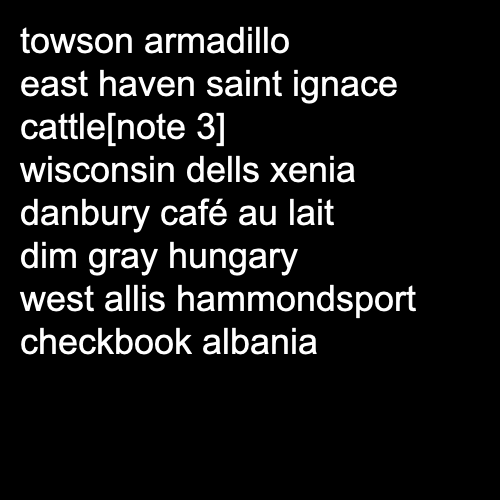 towson armadillo
east haven saint ignace
cattle[note 3]
wisconsin dells xenia
danbury café au lait
dim gray hungary
west allis hammondsport
checkbook albania